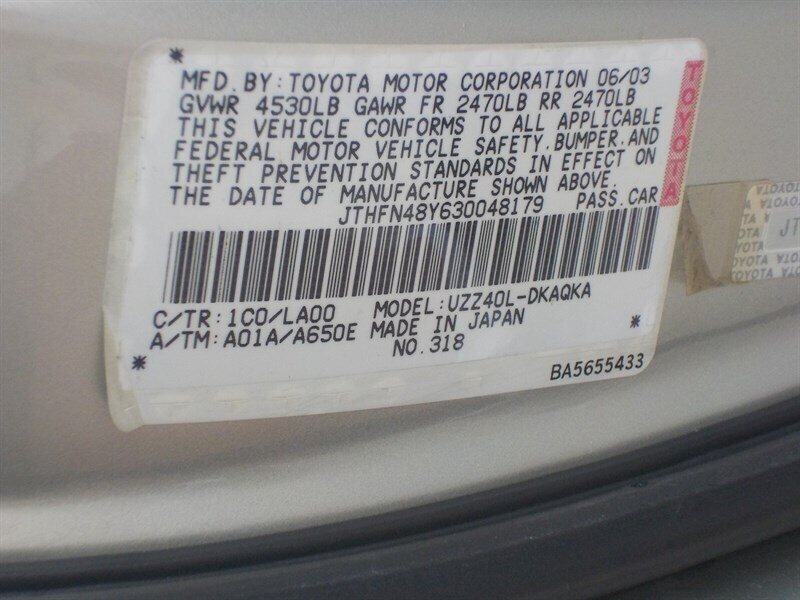 *
MFD.BY:TOYOTA MOTOR CORPORATION 06/03
GVWR 4530LB GAWR FR 2470LB RR 2470LB
THIS VEHICLE CONFORMS TO ALL APPLICABLE
FEDERAL MOTOR VEHICLE SAFETY,BUMPER,AND
THEFT PREVENTION STANDARDS IN EFFECT ON
THE DATE OF MANUFACTURE SHOWN ABOVE.
JTHFN48Y630048179 PASS.CAR
TOYOTA
C/TR:1C0/LA00 MODEL:UZZ40L-DKAQKA
A/TM:A01A/A650E MADE IN JAPAN
* NO.318 *
BA5655433
TOYOTA
JT
TOYOTA